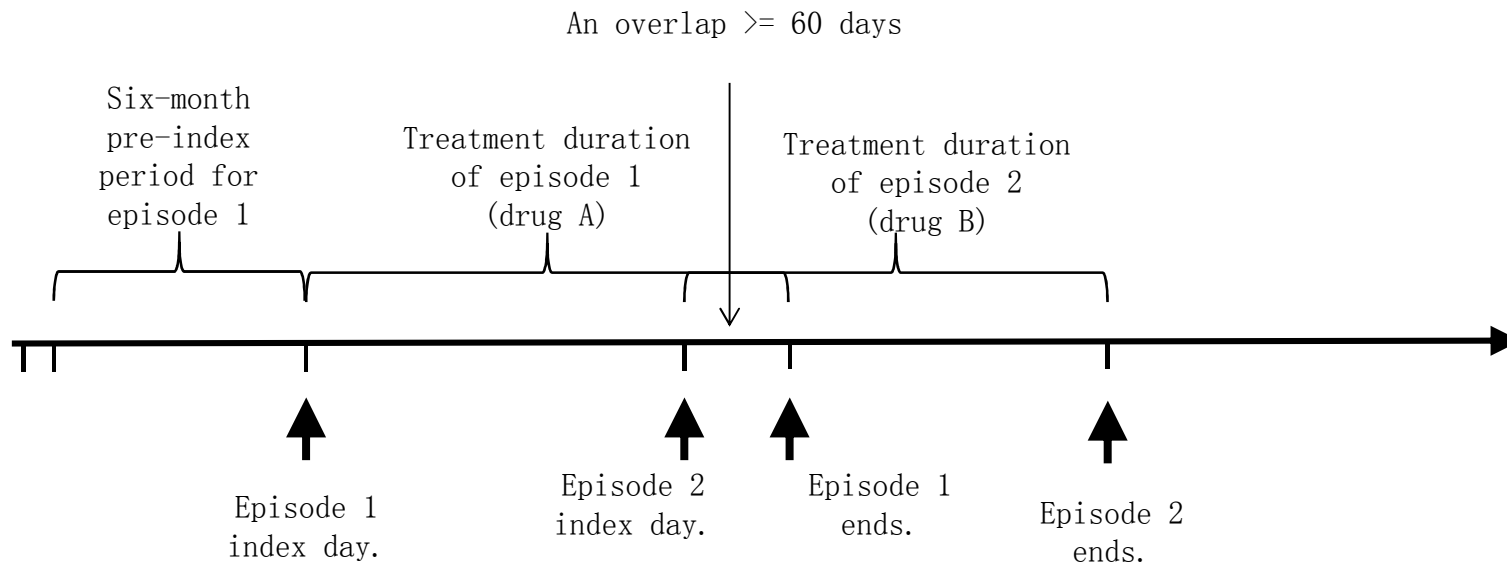 An overlap >= 60 days
Six-month
pre-index
period for
episode 1
Treatment duration
of episode 1
(drug A)
Treatment duration
of episode 2
(drug B)
Episode 1
index day.
Episode 2
index day.
Episode 1
ends.
Episode 2
ends.